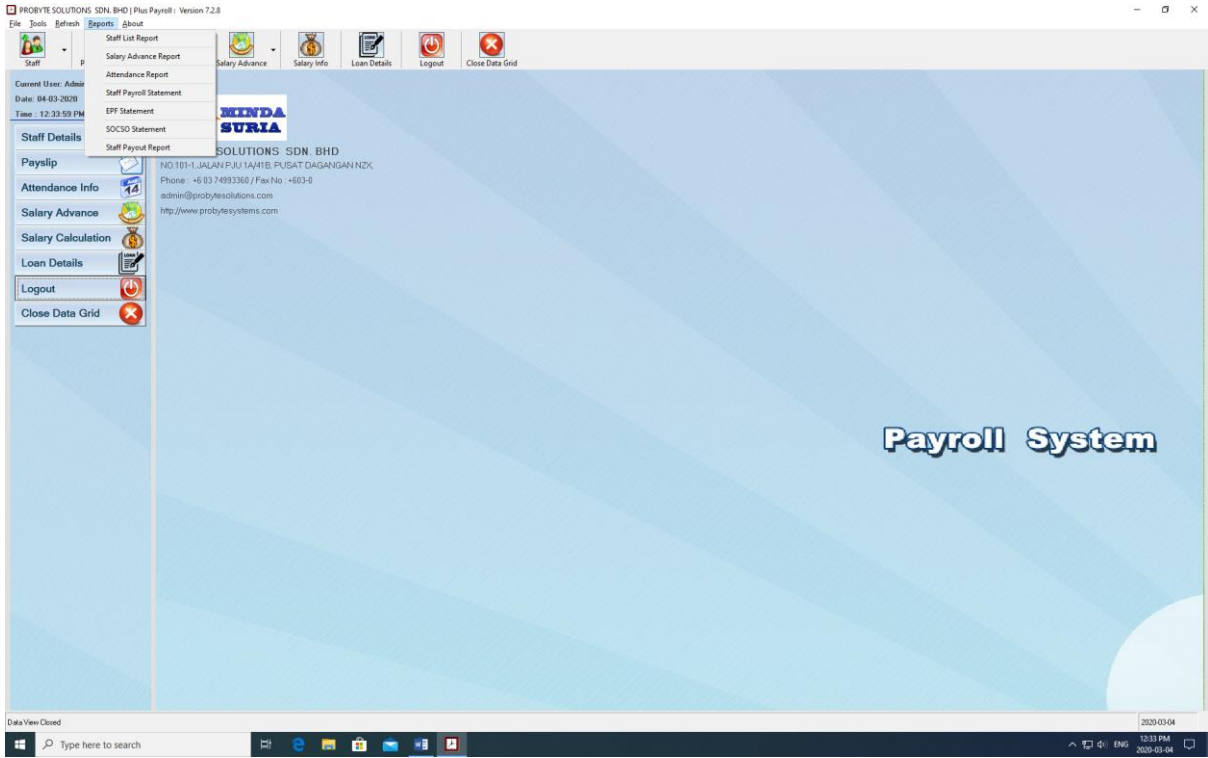 PROBYTE SOLUTIONS SDN. BHD | Plus Payroll : Version 7.2.8
File Tools Refresh Reports About
Staff List Report
Salary Advance Report
Attendance Report
Staff Payroll Statement
EPF Statement
SOCSO Statement
Staff Payout Report
Staff P Salary Advance Salary Info Loan Details Logout Close Data Grid
Current User: Admi
Date: 04-03-2020
Time : 12:33:59 PM
Staff Details
Payslip
Attendance Info
14
Salary Advance
Salary Calculation
Loan Details
LOAN
Logout
Close Data Grid
MINDA
SURIA
SOLUTIONS SDN. BHD
NO.101-1, JALAN PJU 1A/41B, PUSAT DAGANGAN NZX,
Phone : +6 03 74993360 / Fax No : +603-0
admin@probytesolutions.com
http://www.probytesystems.com
Payroll System
Data View Closed
2020-03-04
Type here to search
ENG
12:33 PM
2020-03-04